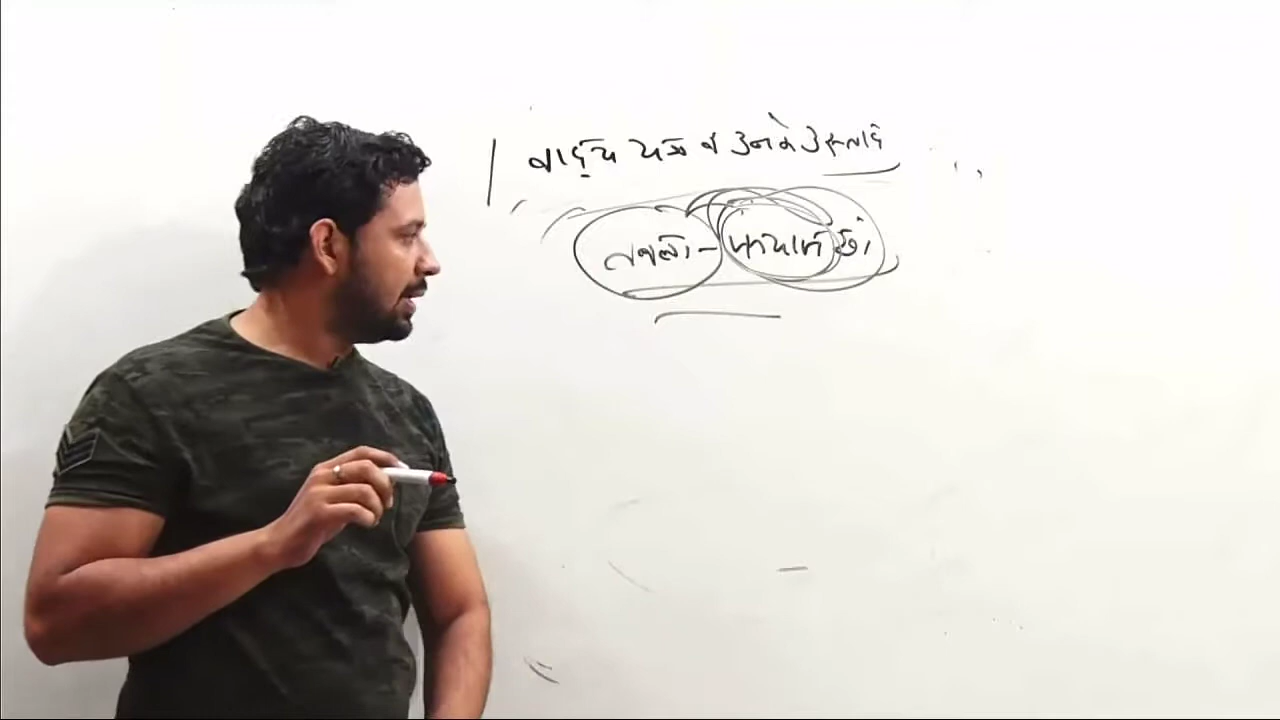 वाद्य यंत्र व उनके उस्ताद
तबला -